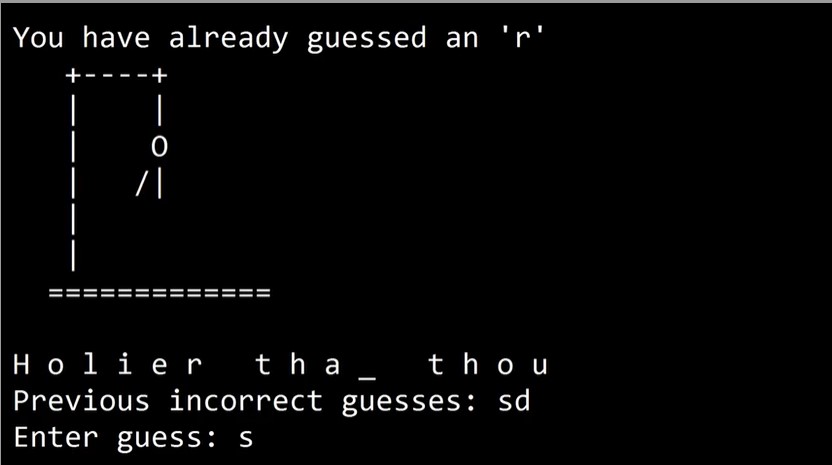 You have already guessed an 'r'
+----+
|    |
|    O
|   /|
|
|
=============
H o l i e r   t h a _   t h o u
Previous incorrect guesses: sd
Enter guess: s